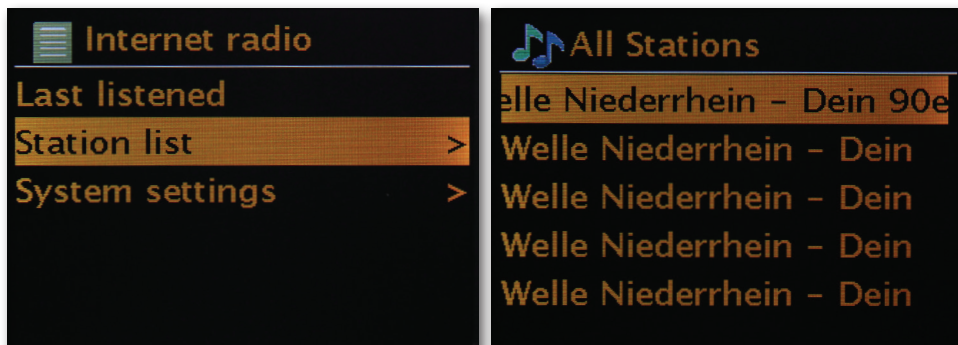 Internet radio
Last listened
Station list >
System settings >
All Stations
elle Niederrhein – Dein 90e
Welle Niederrhein – Dein
Welle Niederrhein – Dein
Welle Niederrhein – Dein
Welle Niederrhein – Dein